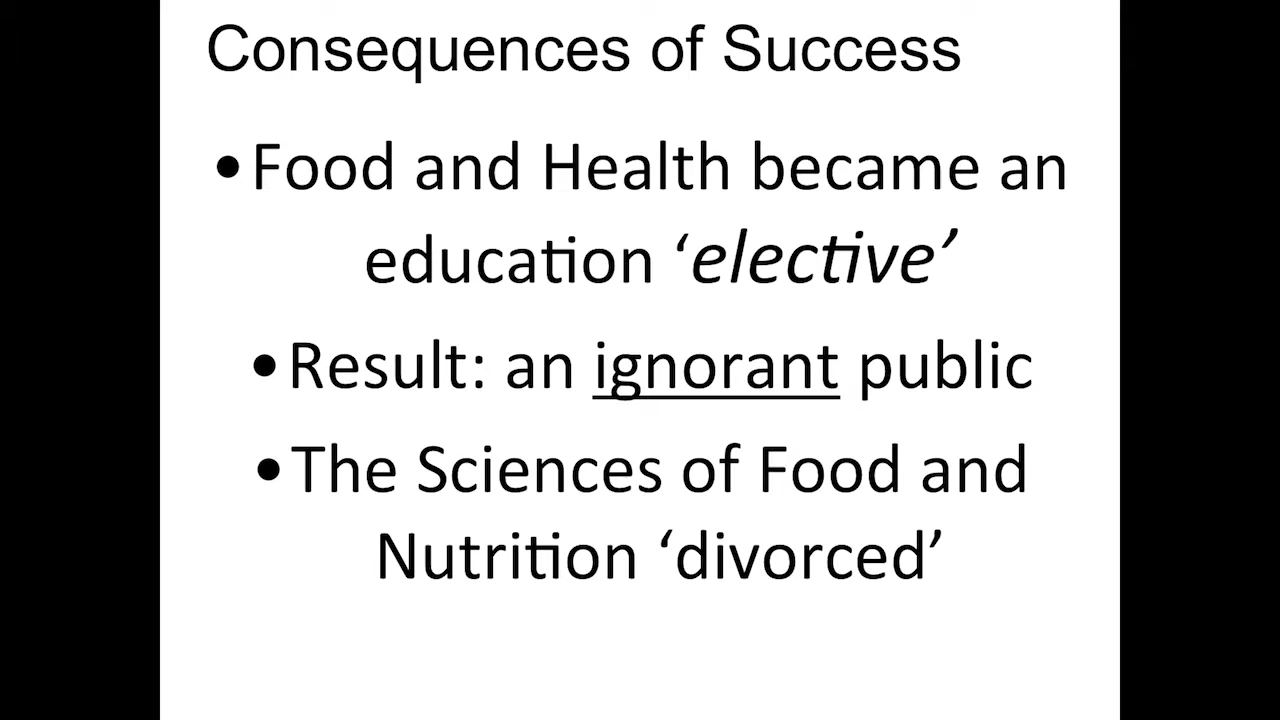 Consequences of Success
•Food and Health became an
education ‘elective’
•Result: an ignorant public
•The Sciences of Food and
Nutrition ‘divorced’